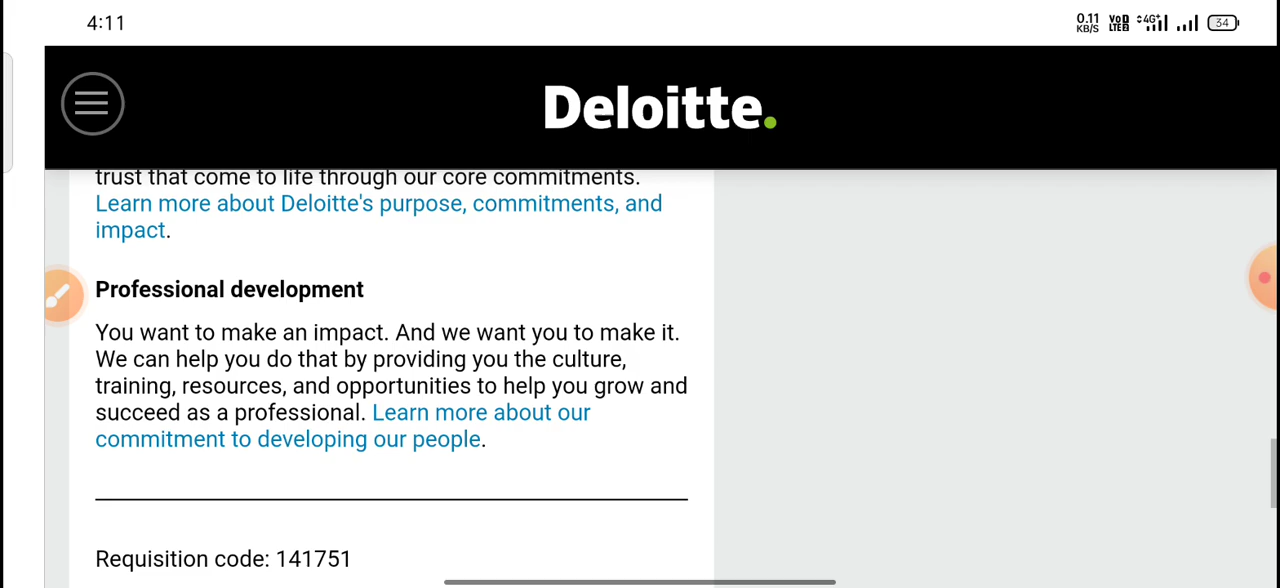 4:11
0.11
KB/S
VoD
LTE2
4G+
34
Deloitte.
trust that come to life through our core commitments.
Learn more about Deloitte's purpose, commitments, and
impact.
Professional development
You want to make an impact. And we want you to make it.
We can help you do that by providing you the culture,
training, resources, and opportunities to help you grow and
succeed as a professional. Learn more about our
commitment to developing our people.
Requisition code: 141751